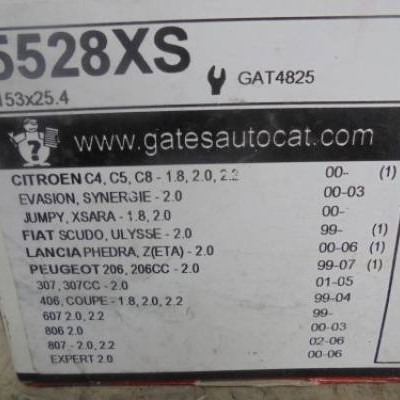 5528XS
153x25.4
GAT4825
www.gatesautocat.com
CITROEN C4, C5, C8 - 1.8, 2.0, 2.2 00- (1)
EVASION, SYNERGIE - 2.0 00-03
JUMPY, XSARA - 1.8, 2.0 00-
FIAT SCUDO, ULYSSE - 2.0 99- (1)
LANCIA PHEDRA, Z(ETA) - 2.0 00-06 (1)
PEUGEOT 206, 206CC - 2.0 99-07 (1)
307, 307CC - 2.0 01-05
406, COUPE - 1.8, 2.0, 2.2 99-04
607 2.0, 2.2 99-
806 2.0 00-03
807 - 2.0, 2.2 02-06
EXPERT 2.0 00-06